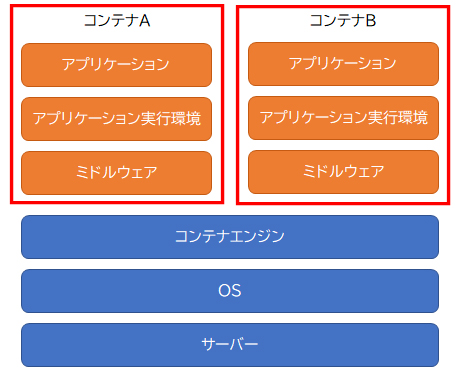 コンテナA
アプリケーション
アプリケーション実行環境
ミドルウェア
コンテナB
アプリケーション
アプリケーション実行環境
ミドルウェア
コンテナエンジン
OS
サーバー